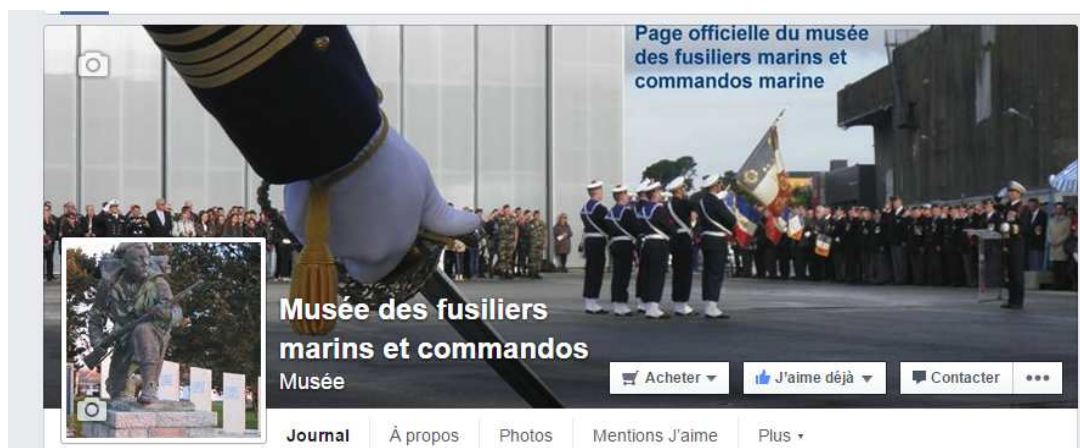 Page officielle du musée
des fusiliers marins et
commandos marine
Musée des fusiliers
marins et commandos
Musée
Acheter
J'aime déjà
Contacter
Journal
À propos
Photos
Mentions J'aime
Plus